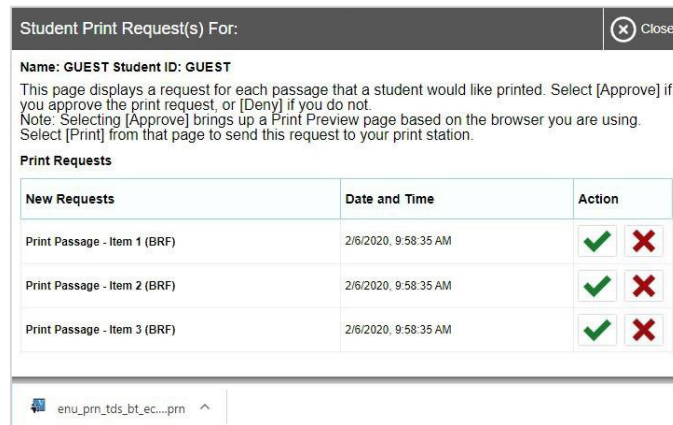 Student Print Request(s) For:
Close
Name: GUEST Student ID: GUEST
This page displays a request for each passage that a student would like printed. Select [Approve] if
you approve the print request, or [Deny] if you do not.
Note: Selecting [Approve] brings up a Print Preview page based on the browser you are using.
Select [Print] from that page to send this request to your print station.
Print Requests
New Requests Date and Time Action
Print Passage - Item 1 (BRF) 2/6/2020, 9:58:35 AM
Print Passage - Item 2 (BRF) 2/6/2020, 9:58:35 AM
Print Passage - Item 3 (BRF) 2/6/2020, 9:58:35 AM
enu_prn_tds_bt_ec....prn